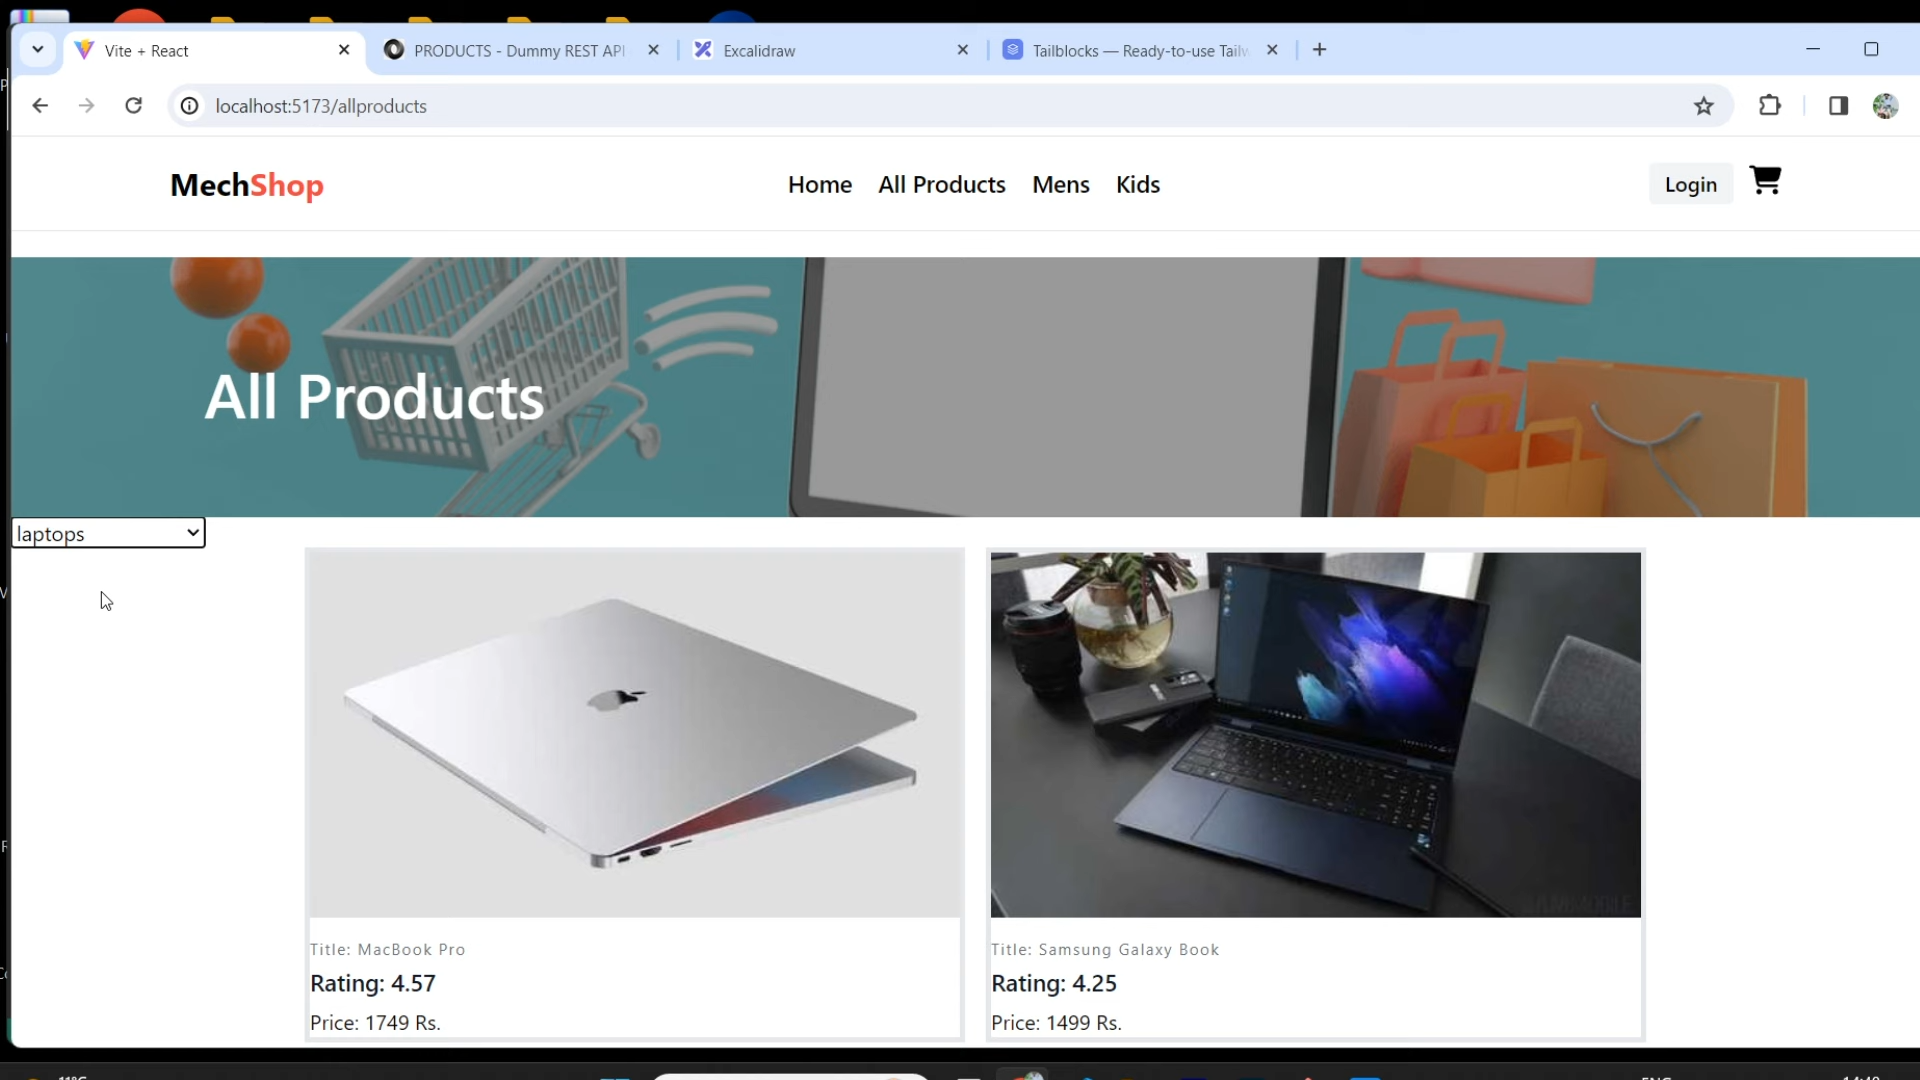 Vite + React
PRODUCTS - Dummy REST API
Excalidraw
Tailblocks — Ready-to-use Tailw
localhost:5173/allproducts
MechShop
Home All Products Mens Kids
Login
All Products
laptops
Title: MacBook Pro
Rating: 4.57
Price: 1749 Rs.
Title: Samsung Galaxy Book
Rating: 4.25
Price: 1499 Rs.